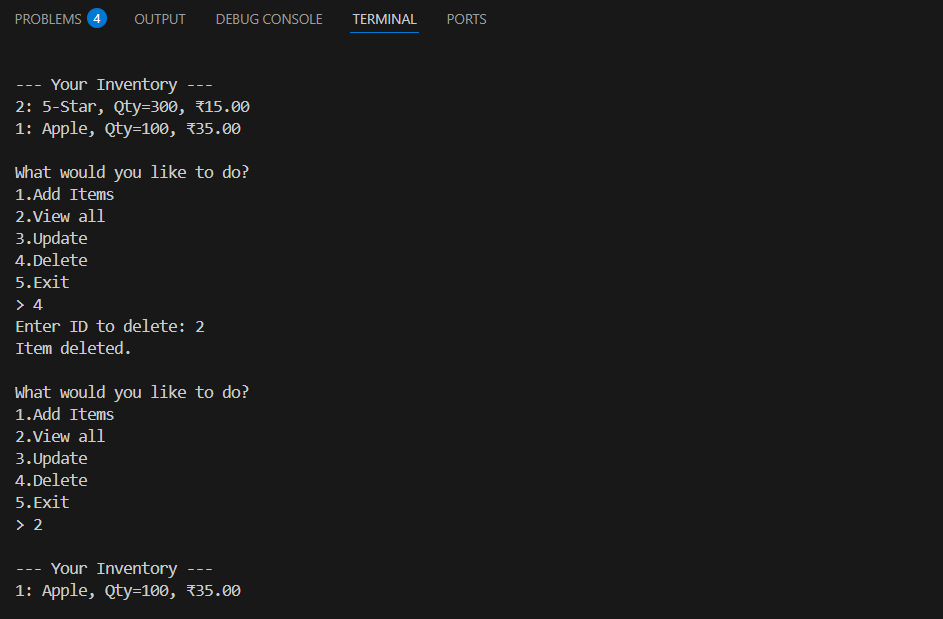 PROBLEMS 4 OUTPUT DEBUG CONSOLE TERMINAL PORTS
--- Your Inventory ---
2: 5-Star, Qty=300, ₹15.00
1: Apple, Qty=100, ₹35.00
What would you like to do?
1.Add Items
2.View all
3.Update
4.Delete
5.Exit
> 4
Enter ID to delete: 2
Item deleted.
What would you like to do?
1.Add Items
2.View all
3.Update
4.Delete
5.Exit
> 2
--- Your Inventory ---
1: Apple, Qty=100, ₹35.00